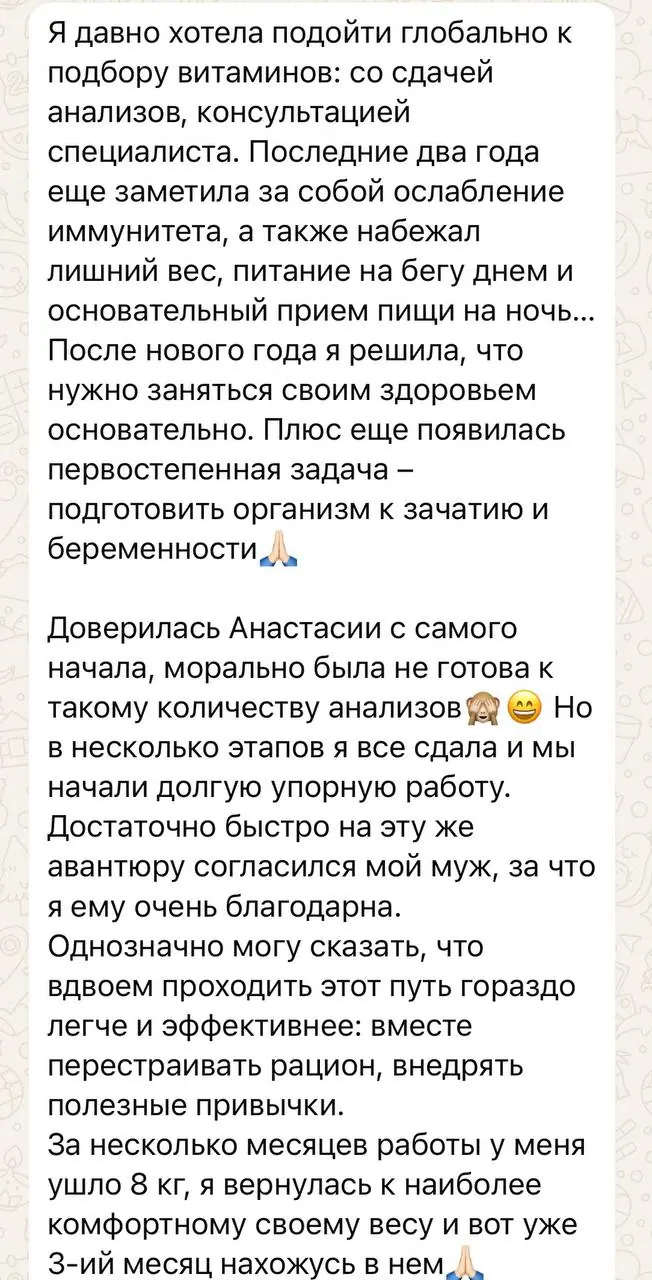 Я давно хотела подойти глобально к
подбору витаминов: со сдачей
анализов, консультацией
специалиста. Последние два года
еще заметила за собой ослабление
иммунитета, а также набежал
лишний вес, питание на бегу днем и
основательный прием пищи на ночь...
После нового года я решила, что
нужно заняться своим здоровьем
основательно. Плюс еще появилась
первостепенная задача –
подготовить организм к зачатию и
беременности🙏🏻
Доверилась Анастасии с самого
начала, морально была не готова к
такому количеству анализов🙈😄 Но
в несколько этапов я все сдала и мы
начали долгую упорную работу.
Достаточно быстро на эту же
авантюру согласился мой муж, за что
я ему очень благодарна.
Однозначно могу сказать, что
вдвоем проходить этот путь гораздо
легче и эффективнее: вместе
перестраивать рацион, внедрять
полезные привычки.
За несколько месяцев работы у меня
ушло 8 кг, я вернулась к наиболее
комфортному своему весу и вот уже
3-ий месяц нахожусь в нем🙏🏻